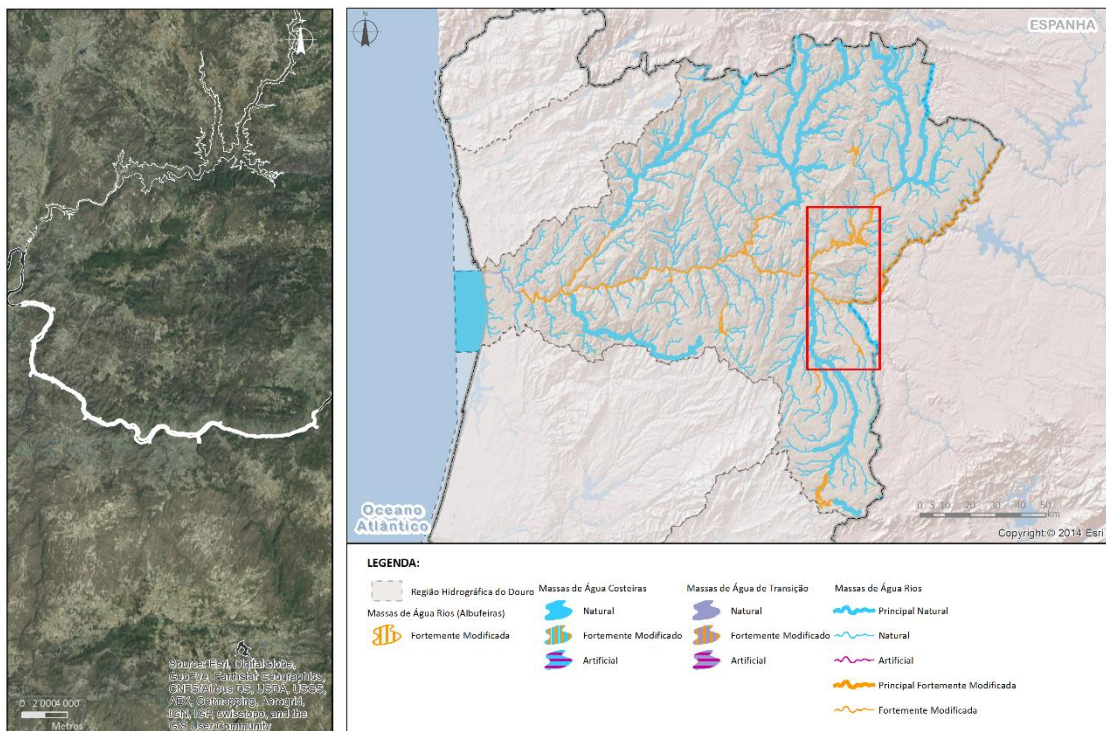 N
Source: Esri, DigitalGlobe,
GeoEye, Earthstar Geographics,
CNES/Airbus DS, USDA, USGS,
AEX, Getmapping, Aerogrid,
IGN, IGP, swisstopo, and the
GIS User Community
0 2 0004 000
Metros
N
ESPANHA
Oceano
Atlântico
0 5 10 20 30 40 50
km
Copyright:© 2014 Esri
LEGENDA:
Região Hidrográfica do Douro
Massas de Água Rios (Albufeiras)
Fortemente Modificada
Massas de Água Costeiras
Natural
Fortemente Modificado
Artificial
Massas de Água de Transição
Natural
Fortemente Modificado
Artificial
Massas de Água Rios
Principal Natural
Natural
Artificial
Principal Fortemente Modificada
Fortemente Modificada